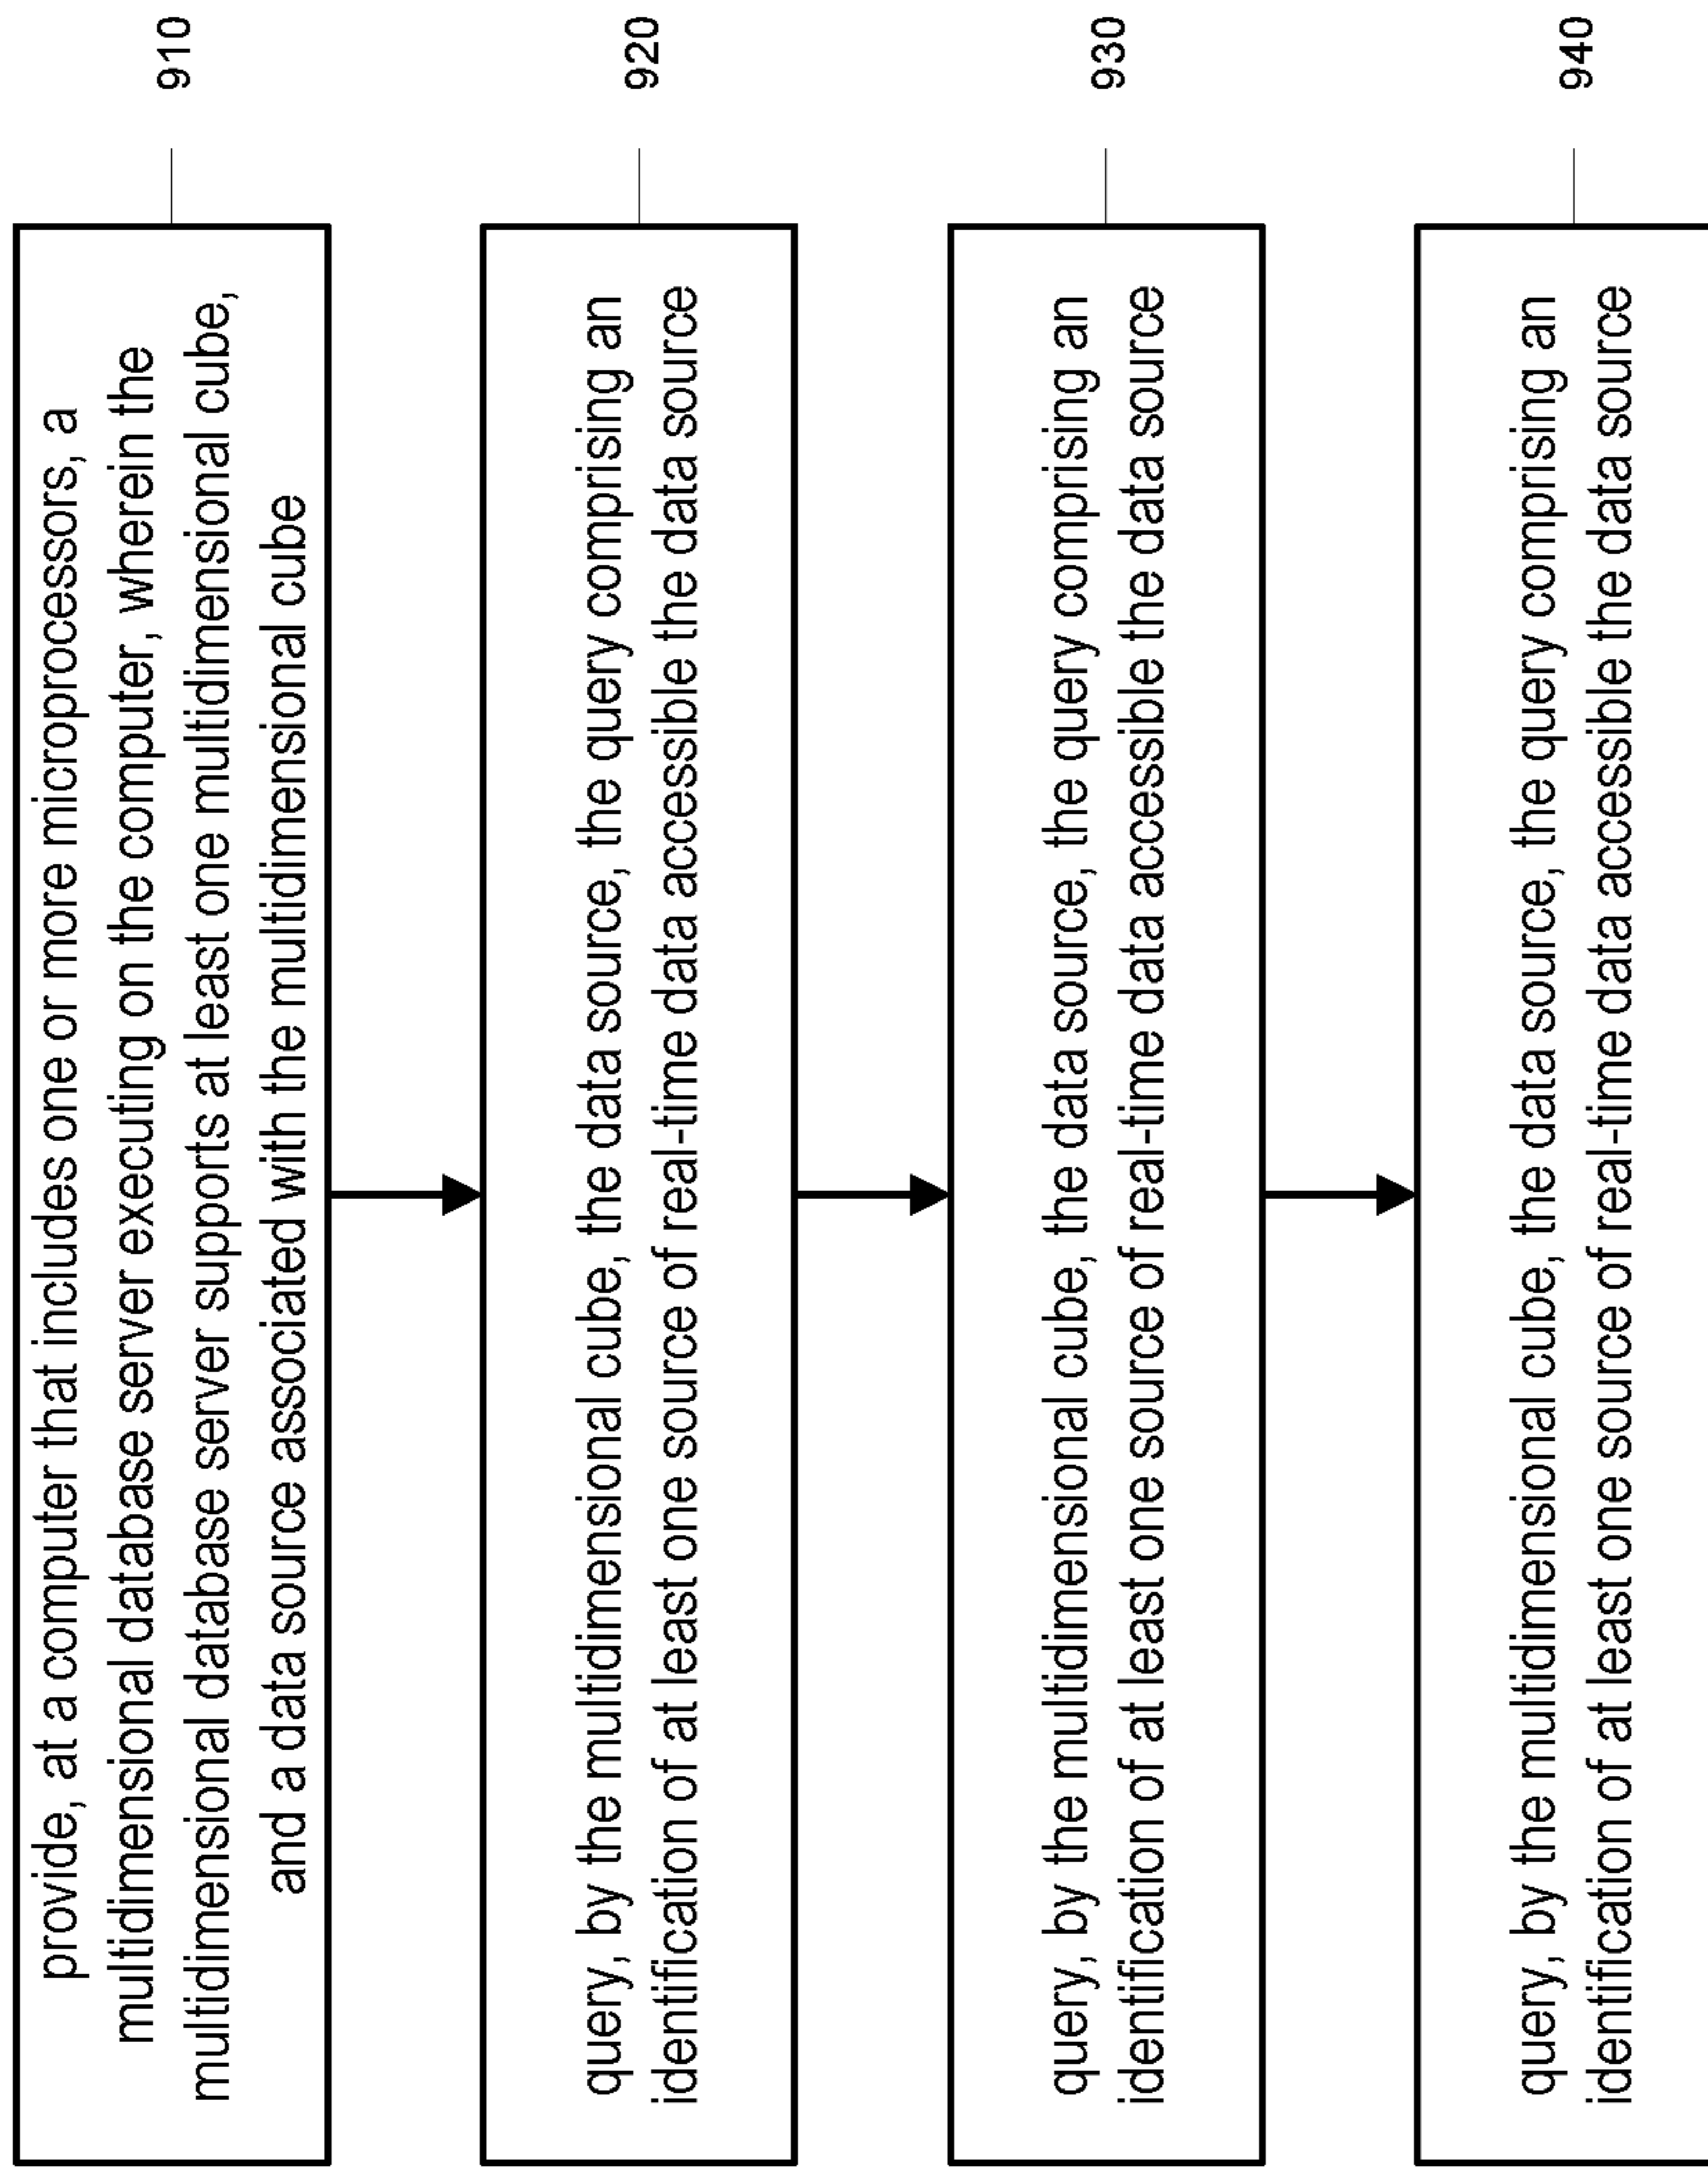 provide, at a computer that includes one or more microprocessors, a
multidimensional database server executing on the computer, wherein the
multidimensional database server supports at least one multidimensional cube,
and a data source associated with the multidimensional cube
910
query, by the multidimensional cube, the data source, the query comprising an
identification of at least one source of real-time data accessible the data source
920
query, by the multidimensional cube, the data source, the query comprising an
identification of at least one source of real-time data accessible the data source
930
query, by the multidimensional cube, the data source, the query comprising an
identification of at least one source of real-time data accessible the data source
940